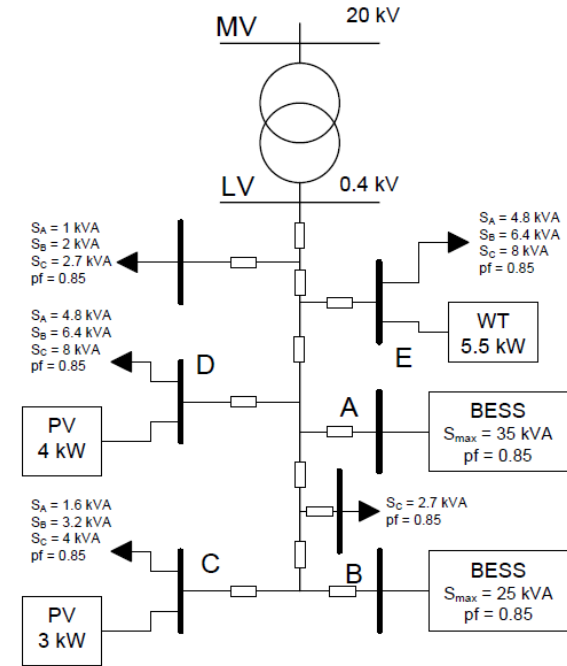 MV
20 kV
LV
0.4 kV
S_A = 1 kVA
S_B = 2 kVA
S_C = 2.7 kVA
pf = 0.85
S_A = 4.8 kVA
S_B = 6.4 kVA
S_C = 8 kVA
pf = 0.85
WT
5.5 kW
E
S_A = 4.8 kVA
S_B = 6.4 kVA
S_C = 8 kVA
pf = 0.85
D
PV
4 kW
A
BESS
S_max = 35 kVA
pf = 0.85
S_C = 2.7 kVA
pf = 0.85
S_A = 1.6 kVA
S_B = 3.2 kVA
S_C = 4 kVA
pf = 0.85
C
PV
3 kW
B
BESS
S_max = 25 kVA
pf = 0.85